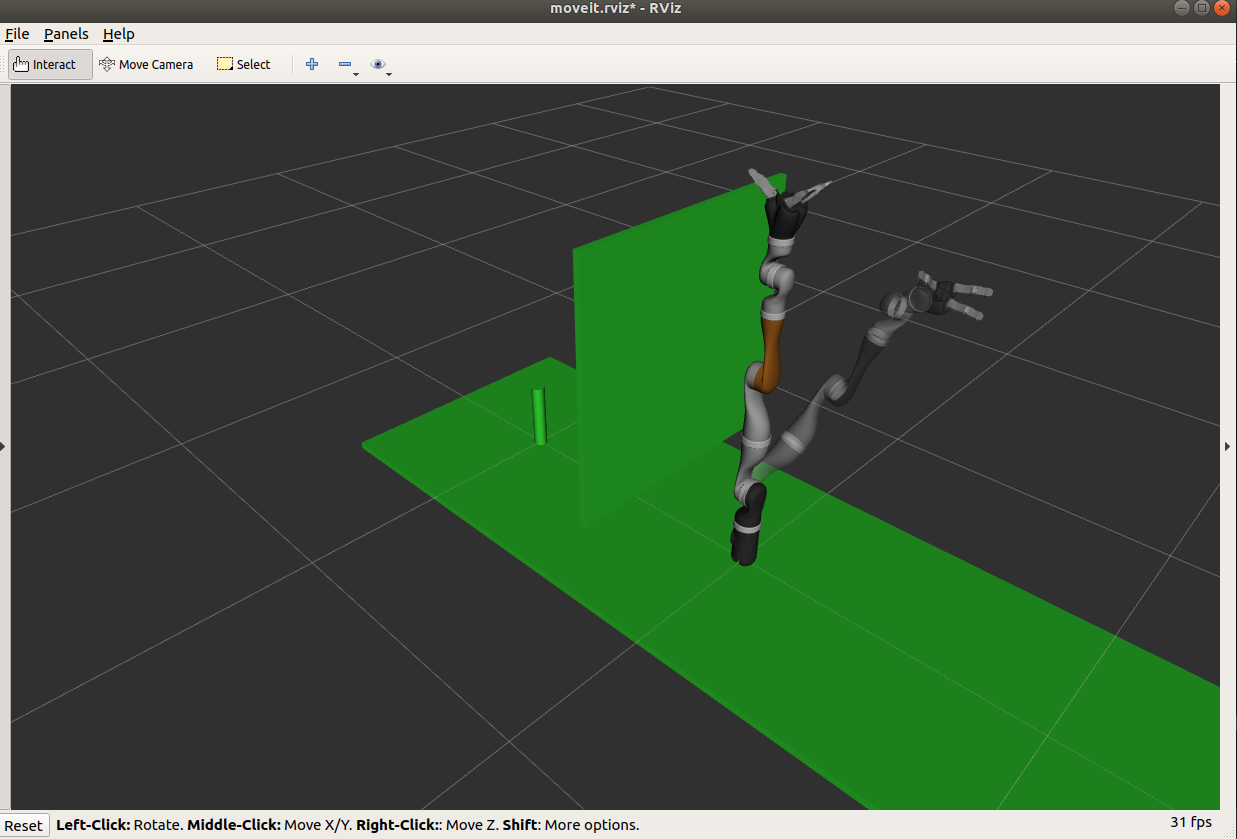 moveit.rviz* - RViz
File Panels Help
Interact Move Camera Select
Reset Left-Click: Rotate. Middle-Click: Move X/Y. Right-Click:: Move Z. Shift: More options. 31 fps